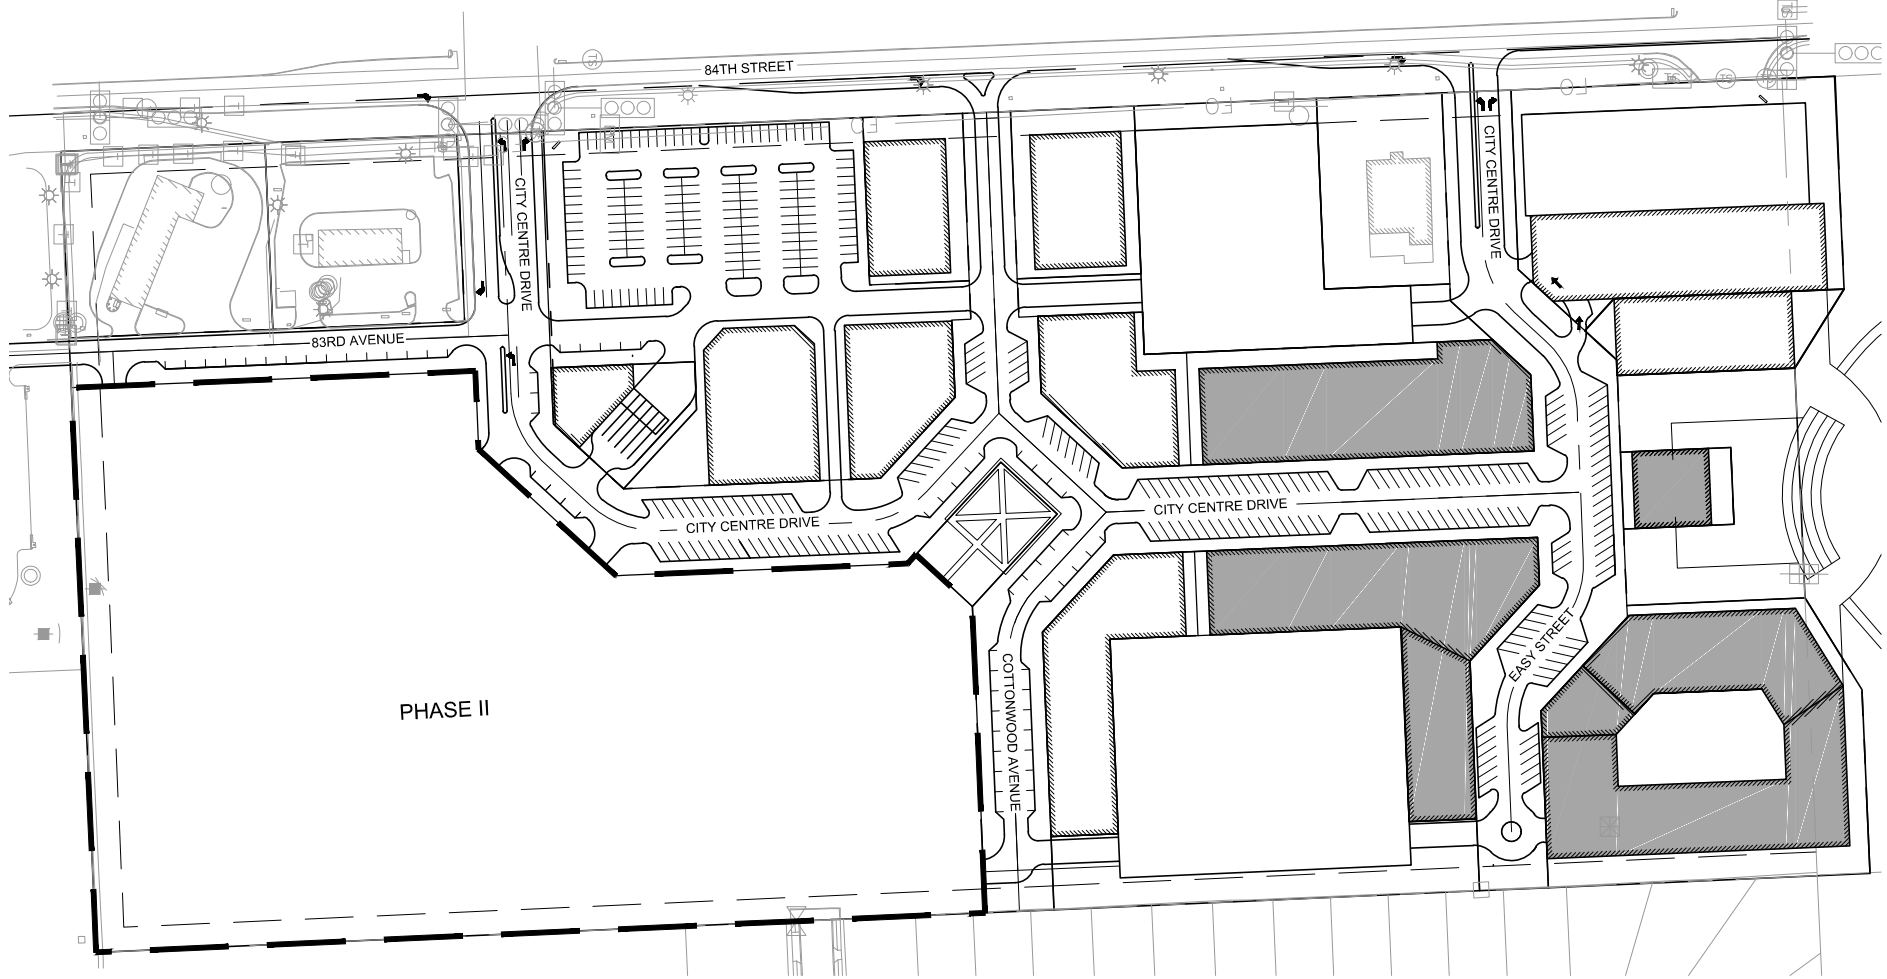 84TH STREET
CITY CENTRE DRIVE
CITY CENTRE DRIVE
83RD AVENUE
CITY CENTRE DRIVE
CITY CENTRE DRIVE
EASY STREET
COTTONWOOD AVENUE
PHASE II